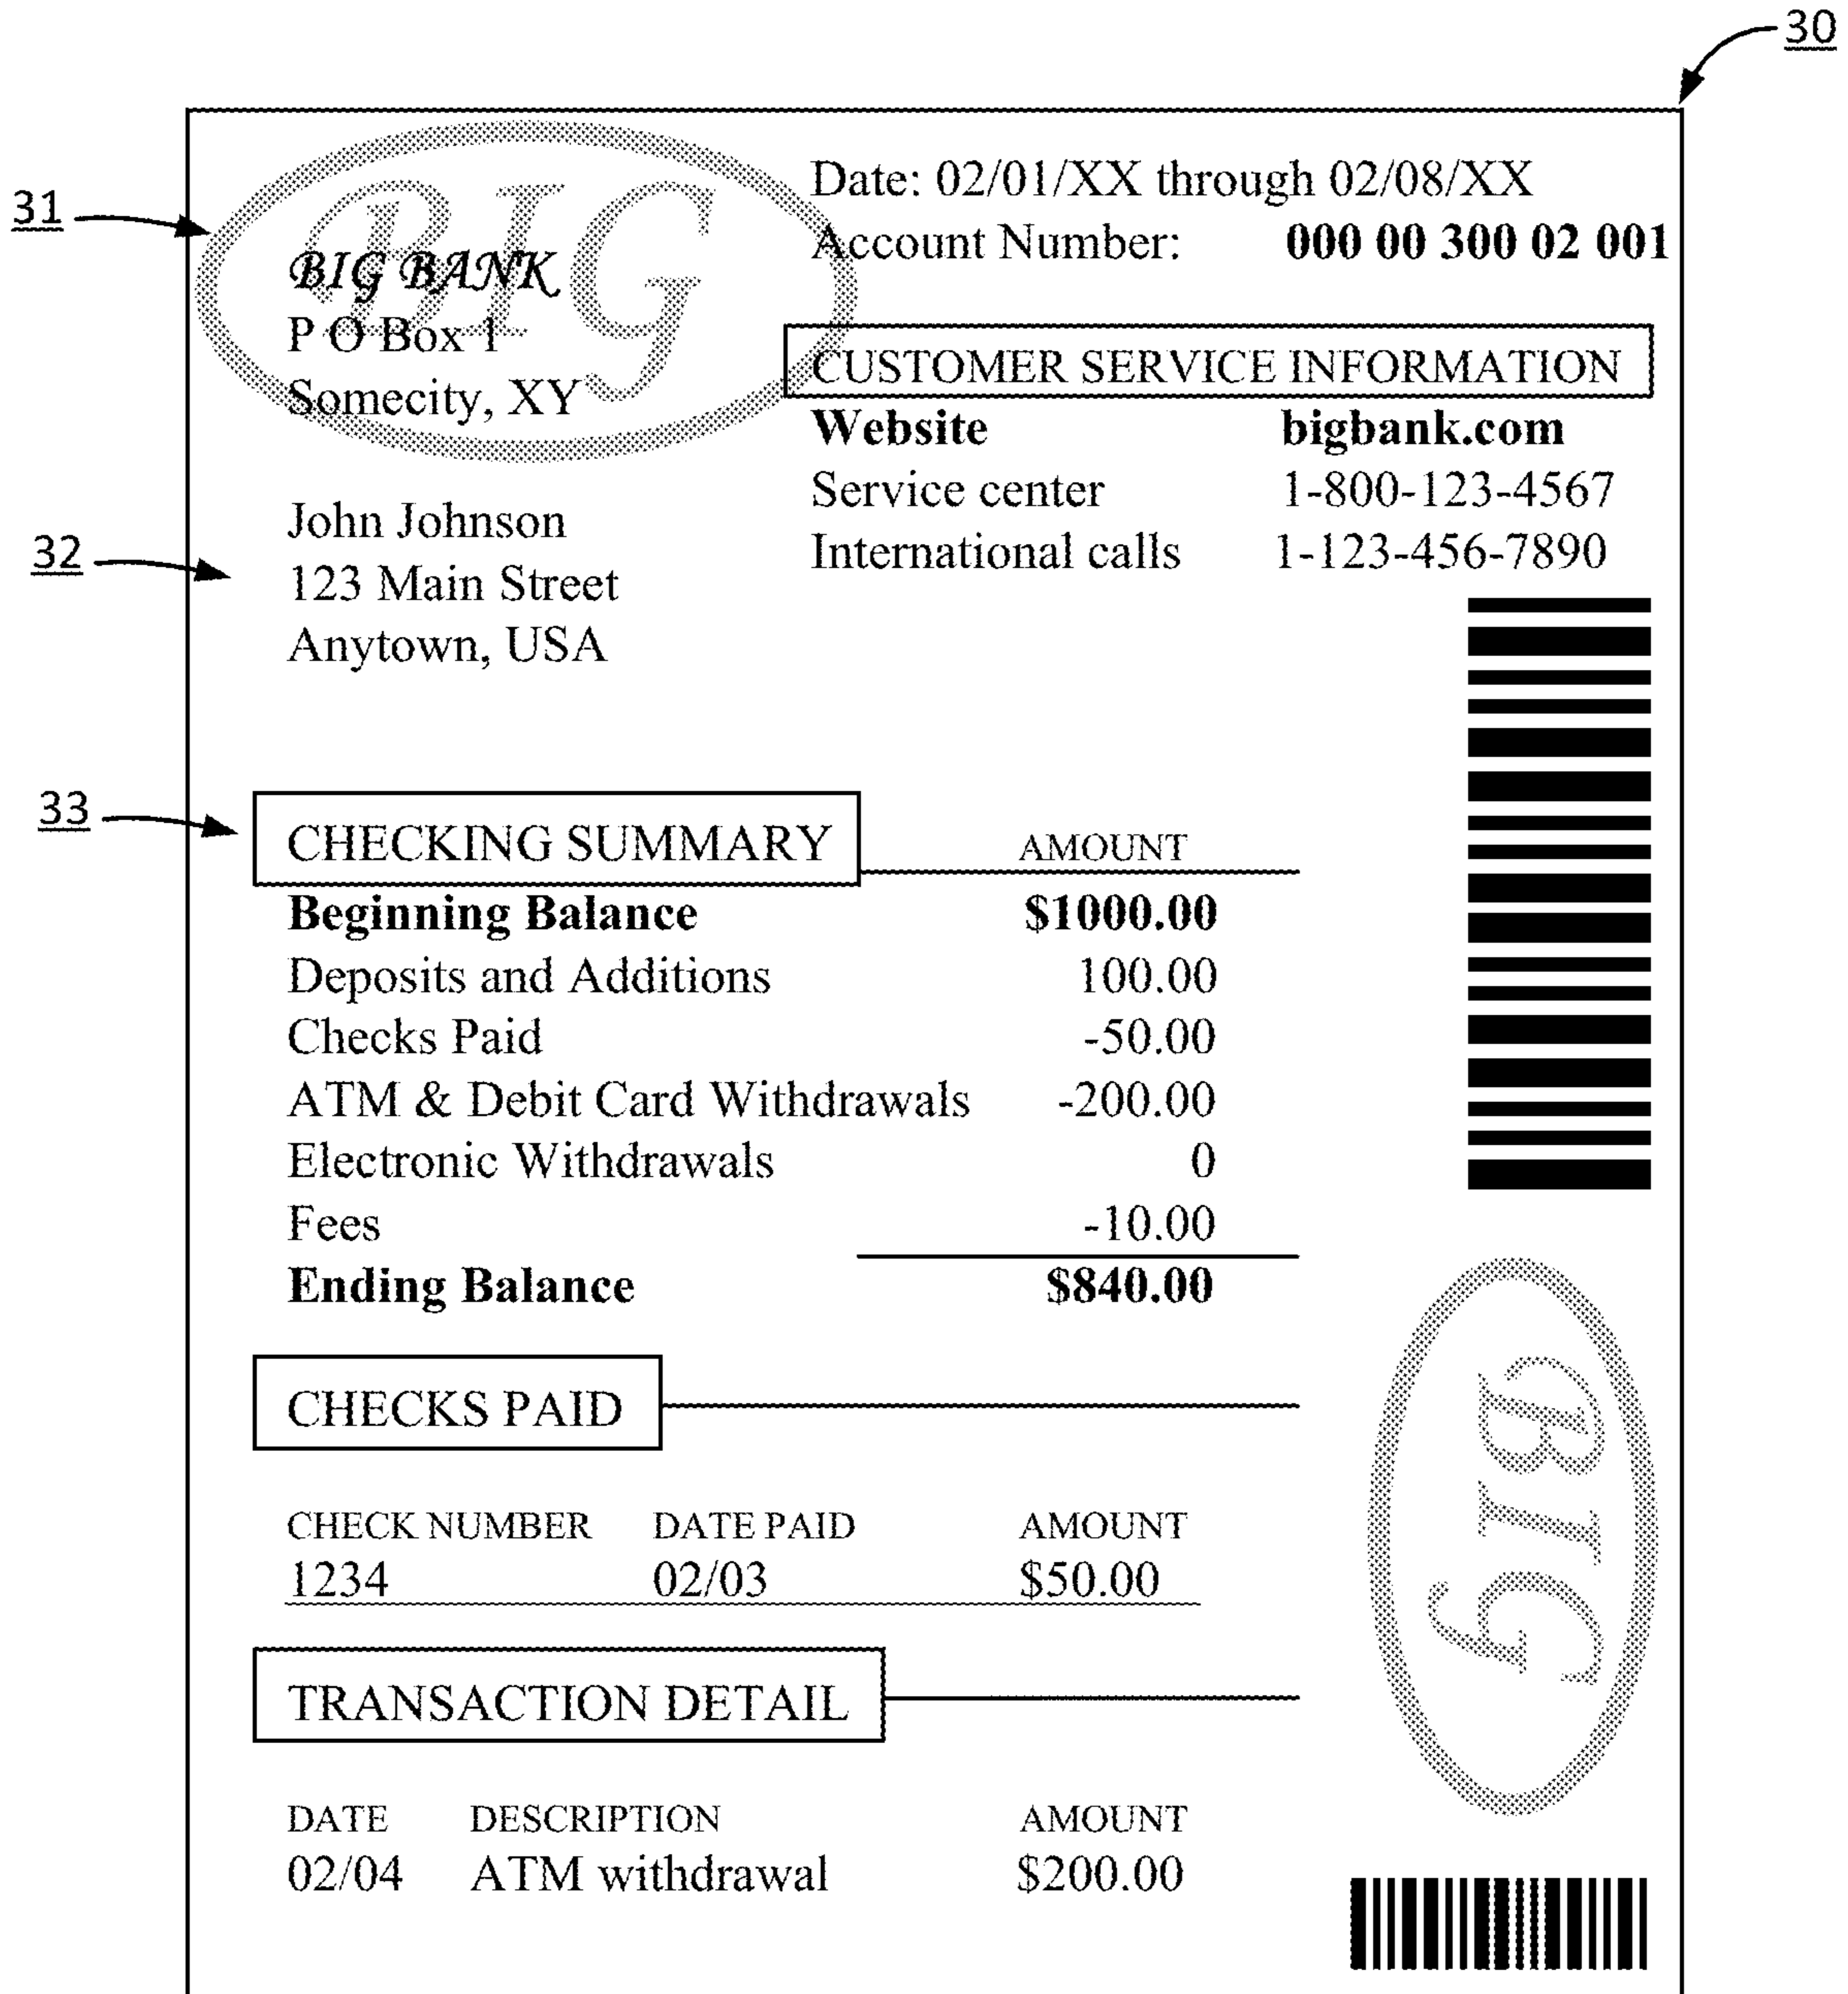 30
31
BIG
BIG BANK
P O Box 1
Somecity, XY
Date: 02/01/XX through 02/08/XX
Account Number: 000 00 300 02 001
CUSTOMER SERVICE INFORMATION
Website bigbank.com
Service center 1-800-123-4567
International calls 1-123-456-7890
32
John Johnson
123 Main Street
Anytown, USA
33
CHECKING SUMMARY AMOUNT
Beginning Balance $1000.00
Deposits and Additions 100.00
Checks Paid -50.00
ATM & Debit Card Withdrawals -200.00
Electronic Withdrawals 0
Fees -10.00
Ending Balance $840.00
CHECKS PAID
CHECK NUMBER DATE PAID AMOUNT
1234 02/03 $50.00
BIG
TRANSACTION DETAIL
DATE DESCRIPTION AMOUNT
02/04 ATM withdrawal $200.00